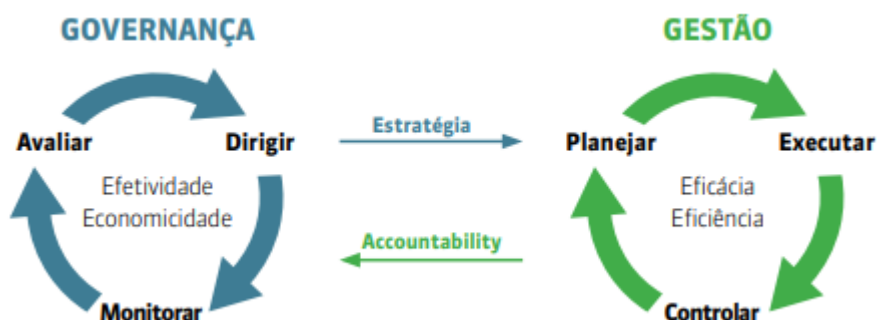 GOVERNANÇA
Avaliar
Dirigir
Efetividade
Economicidade
Monitorar
Estratégia
Accountability
GESTÃO
Planejar
Executar
Eficácia
Eficiência
Controlar